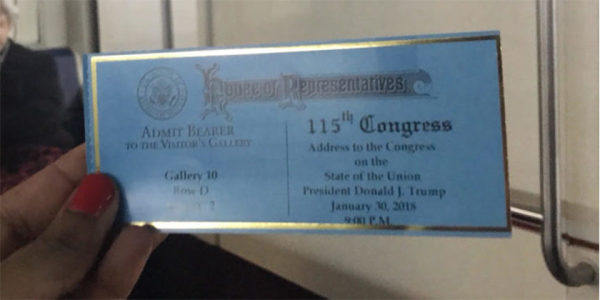 House of Representatives
ADMIT BEARER
TO THE VISITOR'S GALLERY
Gallery 10
Row D
2
115th Congress
Address to the Congress
on the
State of the Union
President Donald J. Trump
January 30, 2018
9:00 P.M.